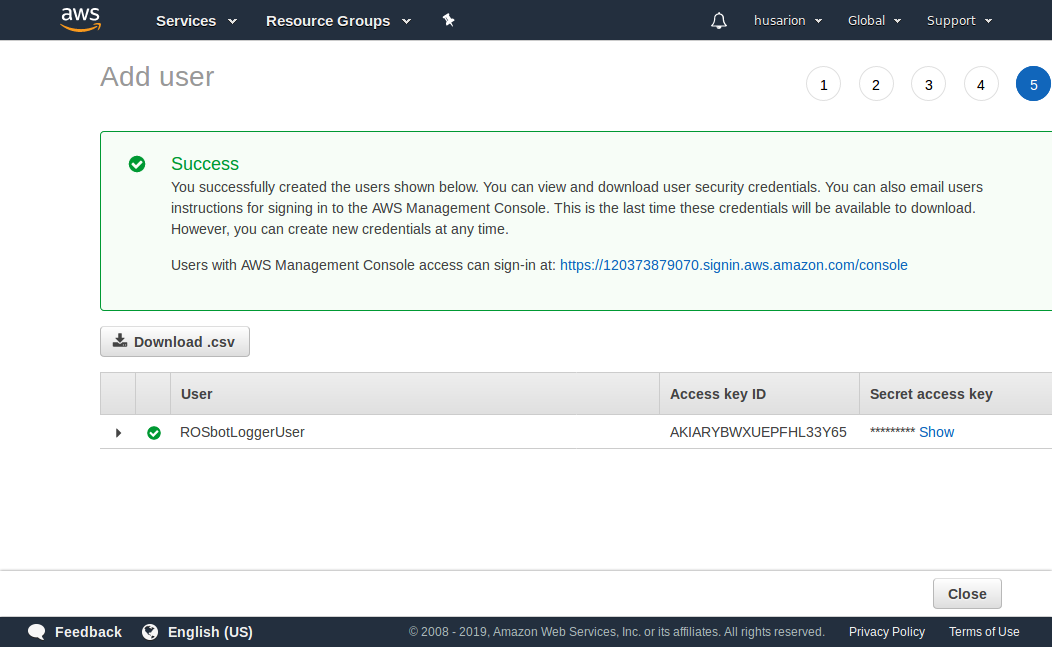 aws Services Resource Groups husarion Global Support
Add user
1 2 3 4 5
Success
You successfully created the users shown below. You can view and download user security credentials. You can also email users
instructions for signing in to the AWS Management Console. This is the last time these credentials will be available to download.
However, you can create new credentials at any time.
Users with AWS Management Console access can sign-in at: https://120373879070.signin.aws.amazon.com/console
Download .csv
User Access key ID Secret access key
ROSbotLoggerUser AKIARYBWXUEPFHL33Y65 ********* Show
Close
Feedback English (US) © 2008 - 2019, Amazon Web Services, Inc. or its affiliates. All rights reserved. Privacy Policy Terms of Use